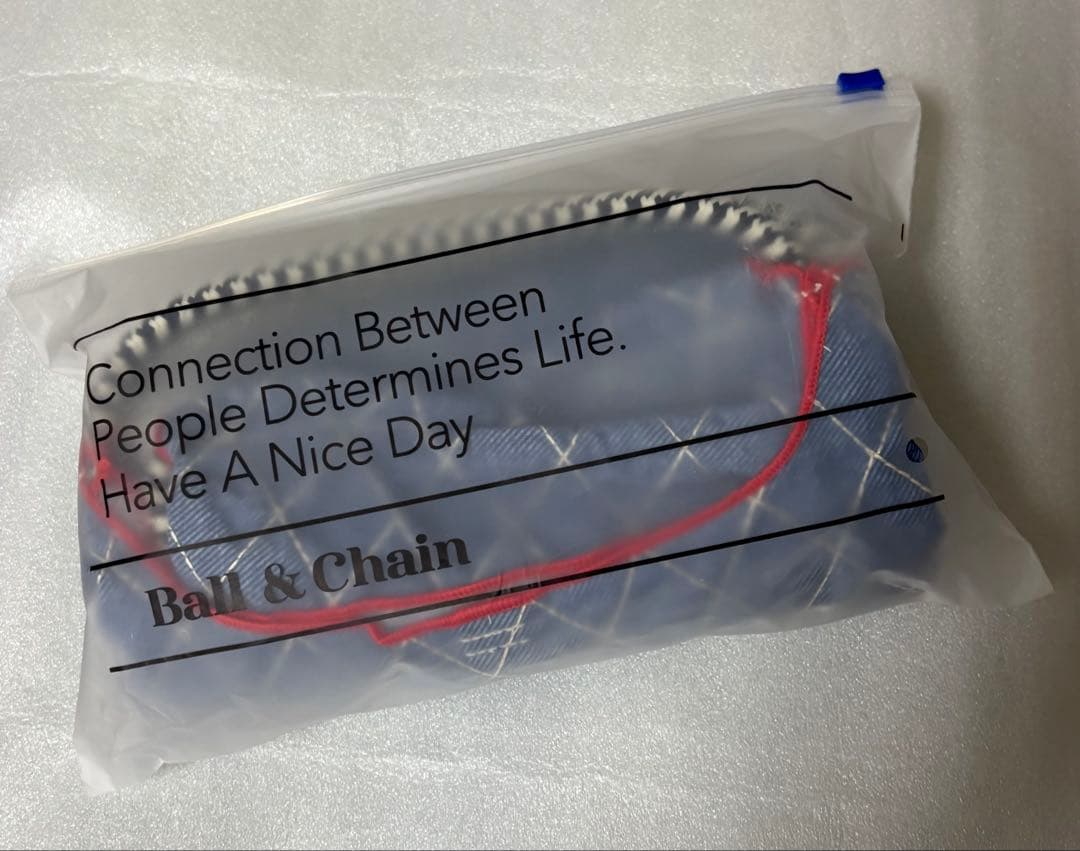 Connection Between
People Determines Life.
Have A Nice Day
Ball & Chain